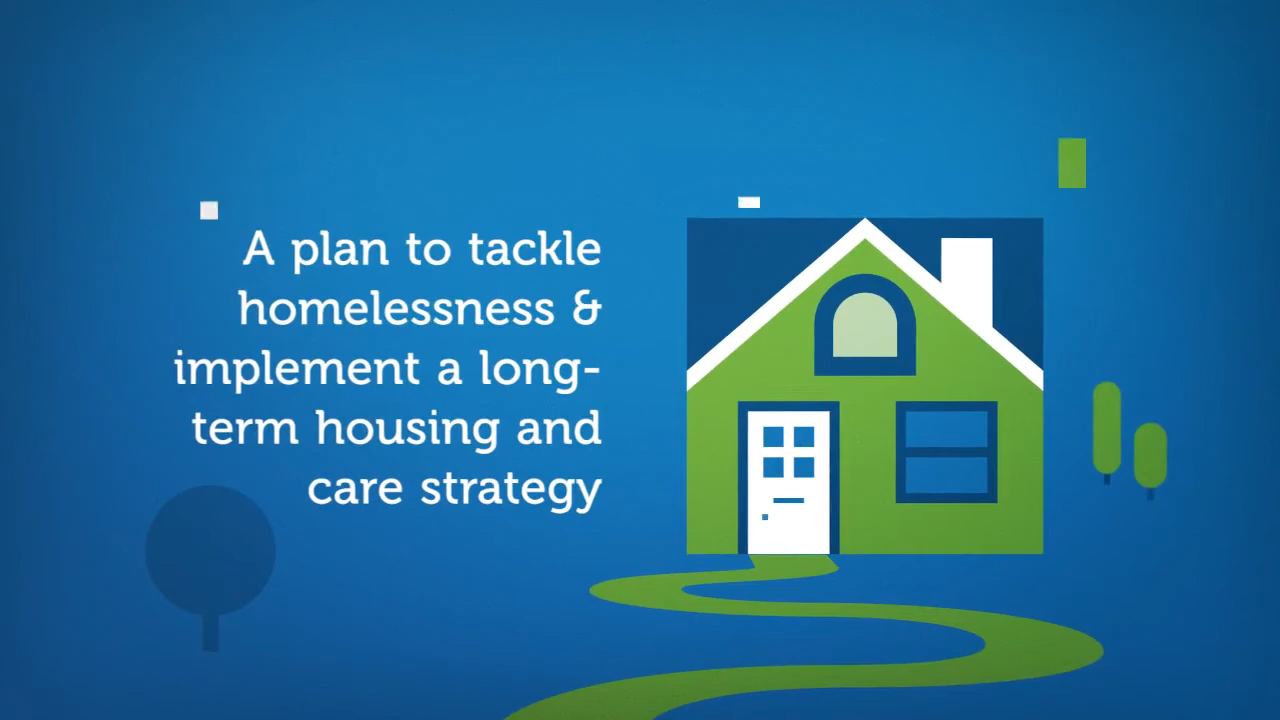 A plan to tackle
homelessness &
implement a long-
term housing and
care strategy